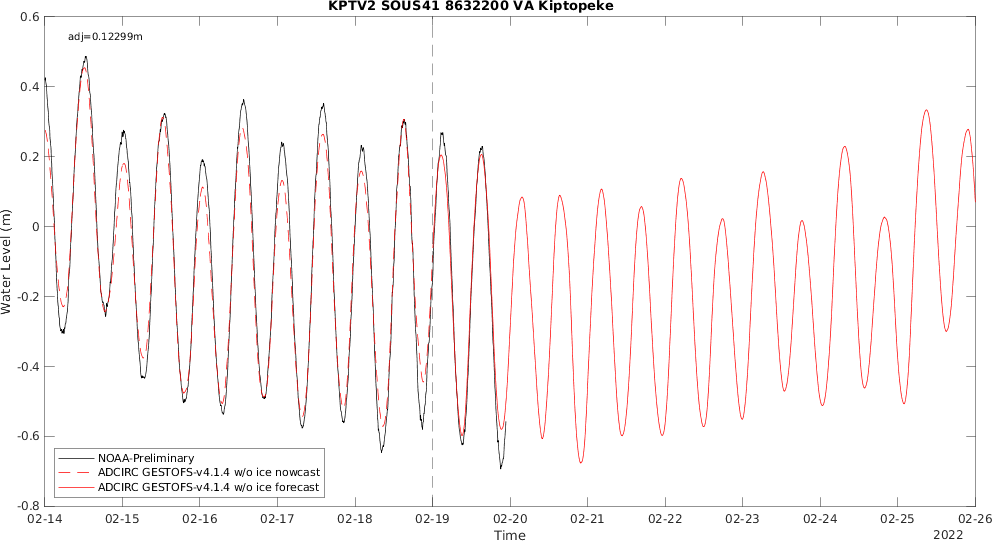 KPTV2 SOUS41 8632200 VA Kiptopeke
adj=0.12299m
0.6
0.4
0.2
0
-0.2
-0.4
-0.6
-0.8
Water Level (m)
NOAA-Preliminary
ADCIRC GESTOFS-v4.1.4 w/o ice nowcast
ADCIRC GESTOFS-v4.1.4 w/o ice forecast
02-14 02-15 02-16 02-17 02-18 02-19 02-20 02-21 02-22 02-23 02-24 02-25 02-26
Time
2022